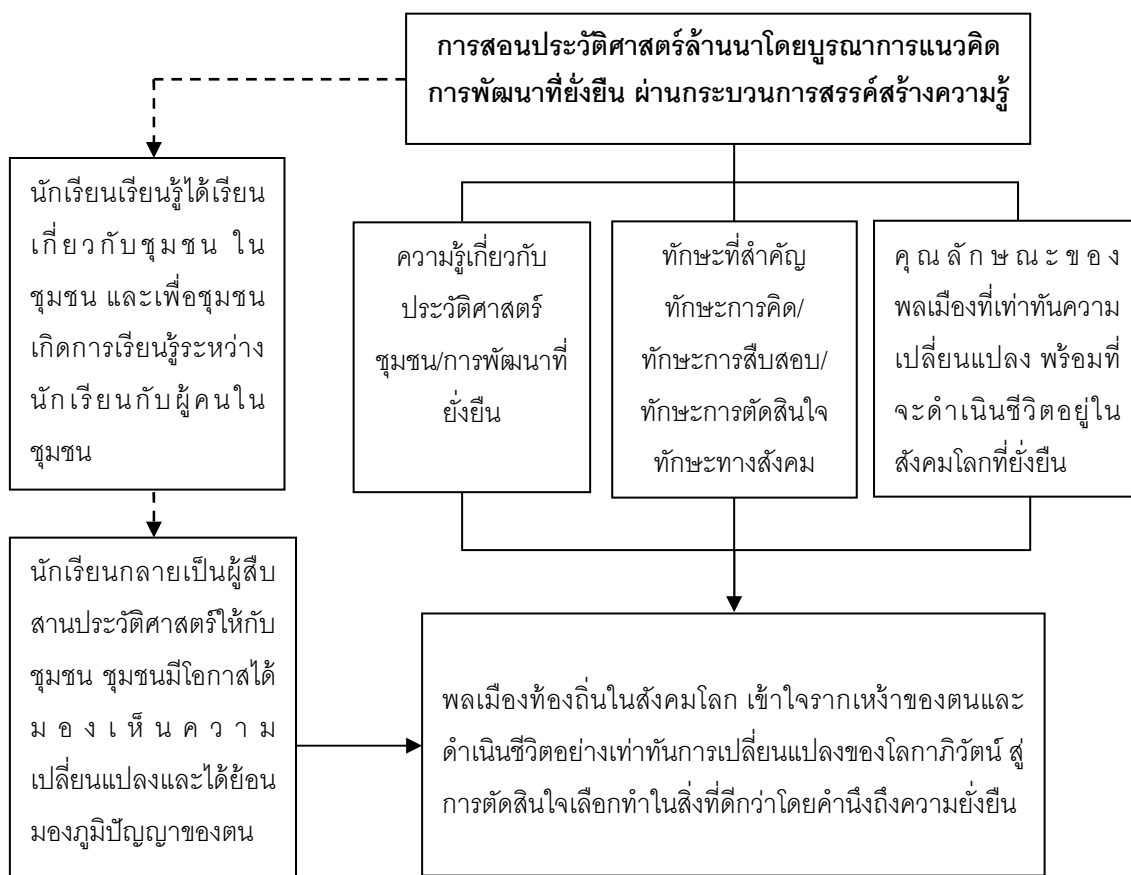 การสอนประวัติศาสตร์ล้านนาโดยบูรณาการแนวคิด
การพัฒนาที่ยั่งยืน ผ่านกระบวนการสรรค์สร้างความรู้
นักเรียนเรียนรู้ได้เรียน
เกี่ยวกับชุมชน ใน
ชุมชน และเพื่อชุมชน
เกิดการเรียนรู้ระหว่าง
นักเรียนกับผู้คนใน
ชุมชน
ความรู้เกี่ยวกับ
ประวัติศาสตร์
ชุมชน/การพัฒนาที่
ยั่งยืน
ทักษะที่สำคัญ
ทักษะการคิด/
ทักษะการสืบสอบ/
ทักษะการตัดสินใจ
ทักษะทางสังคม
คุณลักษณะของ
พลเมืองที่เท่าทันความ
เปลี่ยนแปลง พร้อมที่
จะดำเนินชีวิตอยู่ใน
สังคมโลกที่ยั่งยืน
นักเรียนกลายเป็นผู้สืบ
สานประวัติศาสตร์ให้กับ
ชุมชน ชุมชนมีโอกาสได้
มองเห็นความ
เปลี่ยนแปลงและได้ย้อน
มองภูมิปัญญาของตน
พลเมืองท้องถิ่นในสังคมโลก เข้าใจรากเหง้าของตนและ
ดำเนินชีวิตอย่างเท่าทันการเปลี่ยนแปลงของโลกาภิวัตน์ สู่
การตัดสินใจเลือกทำในสิ่งที่ดีกว่าโดยคำนึงถึงความยั่งยืน